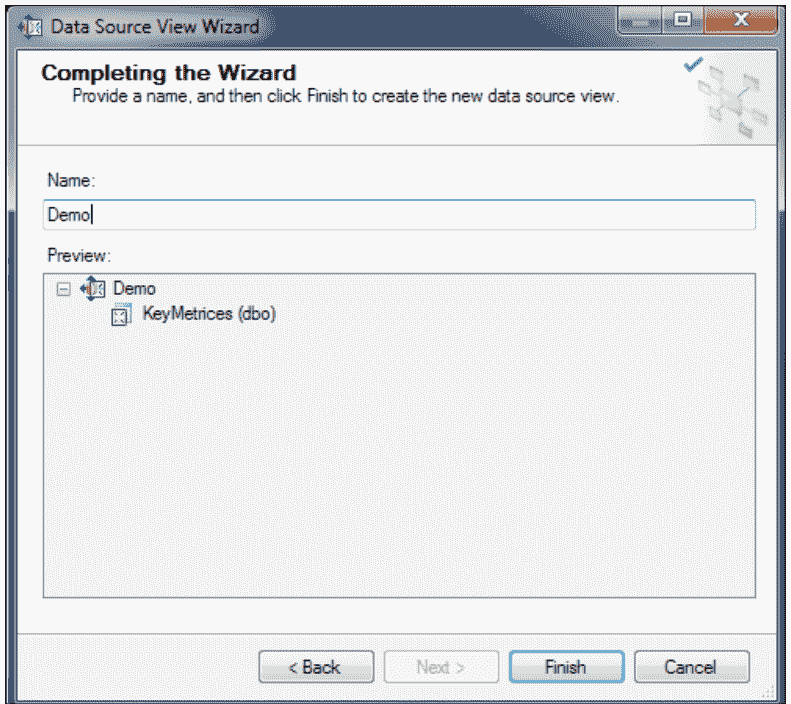 Data Source View Wizard
Completing the Wizard
Provide a name, and then click Finish to create the new data source view.
Name:
Demo
Preview:
Demo
KeyMetrices (dbo)
< Back Next > Finish Cancel